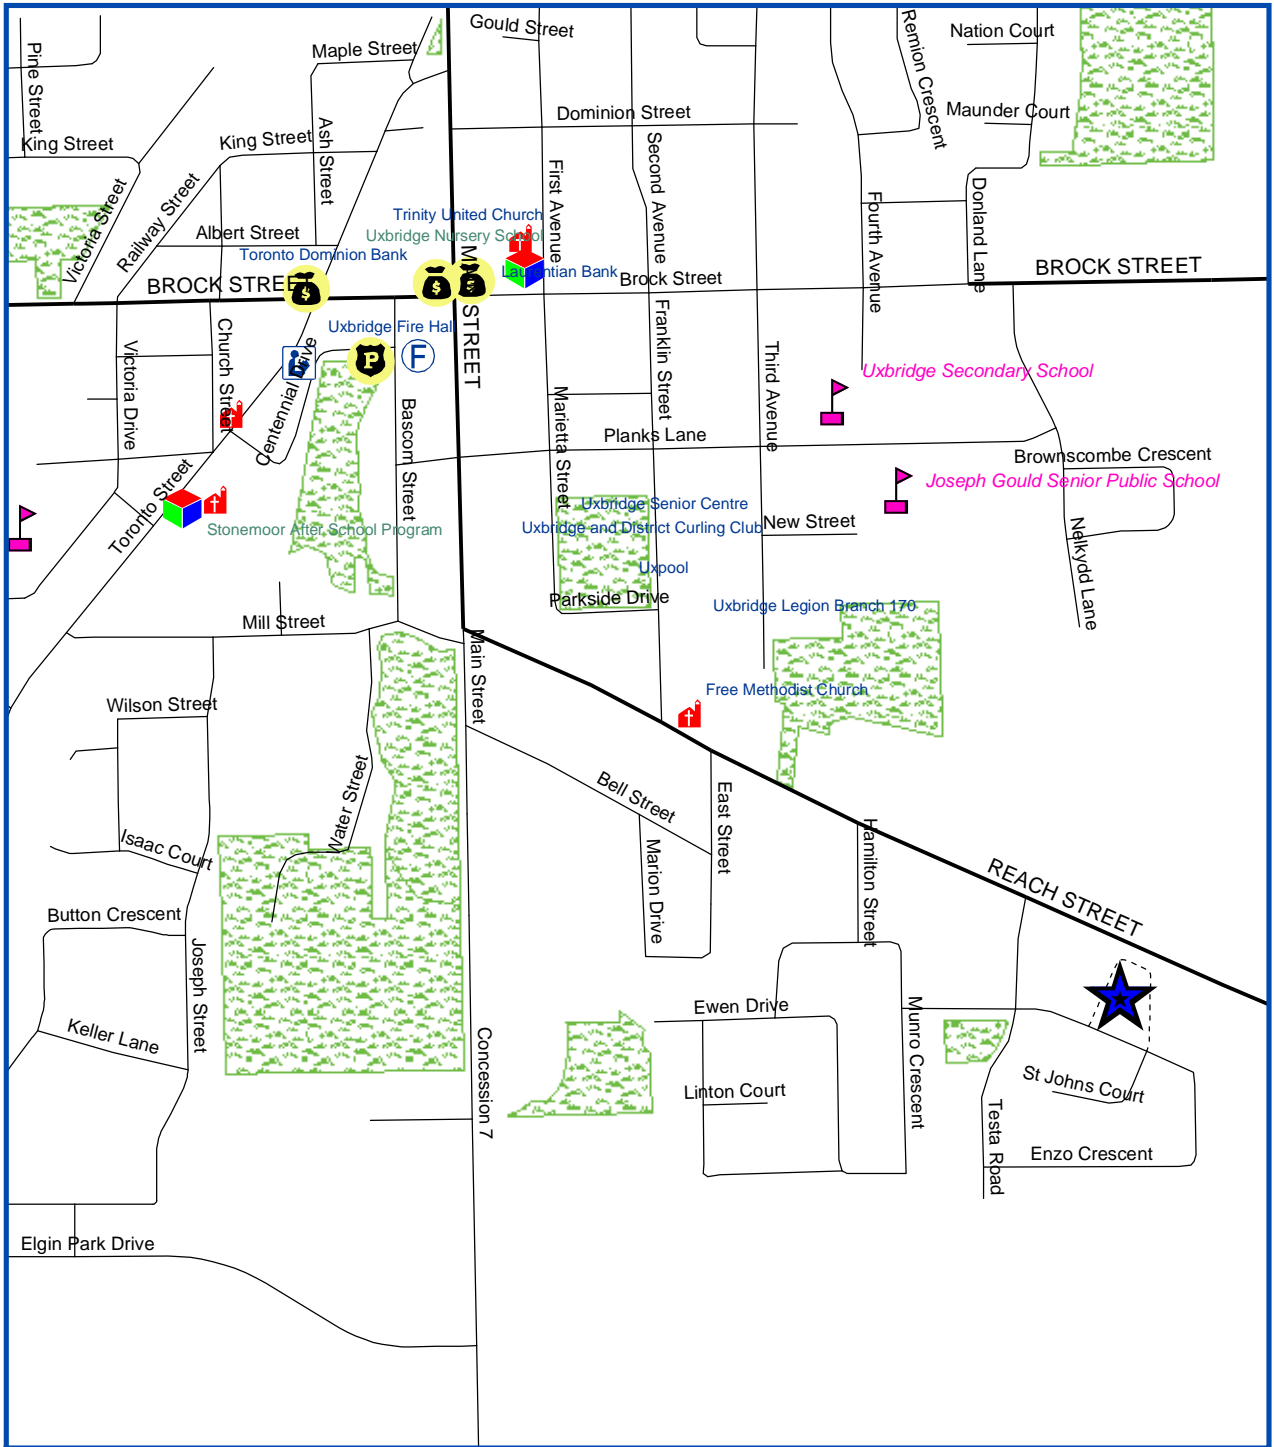 Gould Street
Remion Crescent
Nation Court
Pine Street
Maple Street
Dominion Street
Maunder Court
King Street
King Street
Ash Street
First Avenue
Second Avenue
Fourth Avenue
Donland Lane
Victoria Street
Railway Street
Albert Street
Trinity United Church
Uxbridge Nursery School
Toronto Dominion Bank
Laurentian Bank
Brock Street
BROCK STREET
BROCK STREET
STREET
$
$
$
Uxbridge Fire Hall
P
F
Church Street
Victoria Drive
Centennial Drive
Franklin Street
Third Avenue
Uxbridge Secondary School
Marietta Street
Bascom Street
Planks Lane
Brownscombe Crescent
Joseph Gould Senior Public School
Toronto Street
Stonemoor After School Program
Uxbridge Senior Centre
Uxbridge and District Curling Club
New Street
Nelkydd Lane
Uxpool
Parkside Drive
Uxbridge Legion Branch 170
Mill Street
Main Street
Free Methodist Church
Wilson Street
Water Street
Bell Street
East Street
Marion Drive
Hamilton Street
Isaac Court
REACH STREET
Button Crescent
Joseph Street
Keller Lane
Ewen Drive
Munro Crescent
Concession 7
Linton Court
St Johns Court
Testa Road
Enzo Crescent
Elgin Park Drive